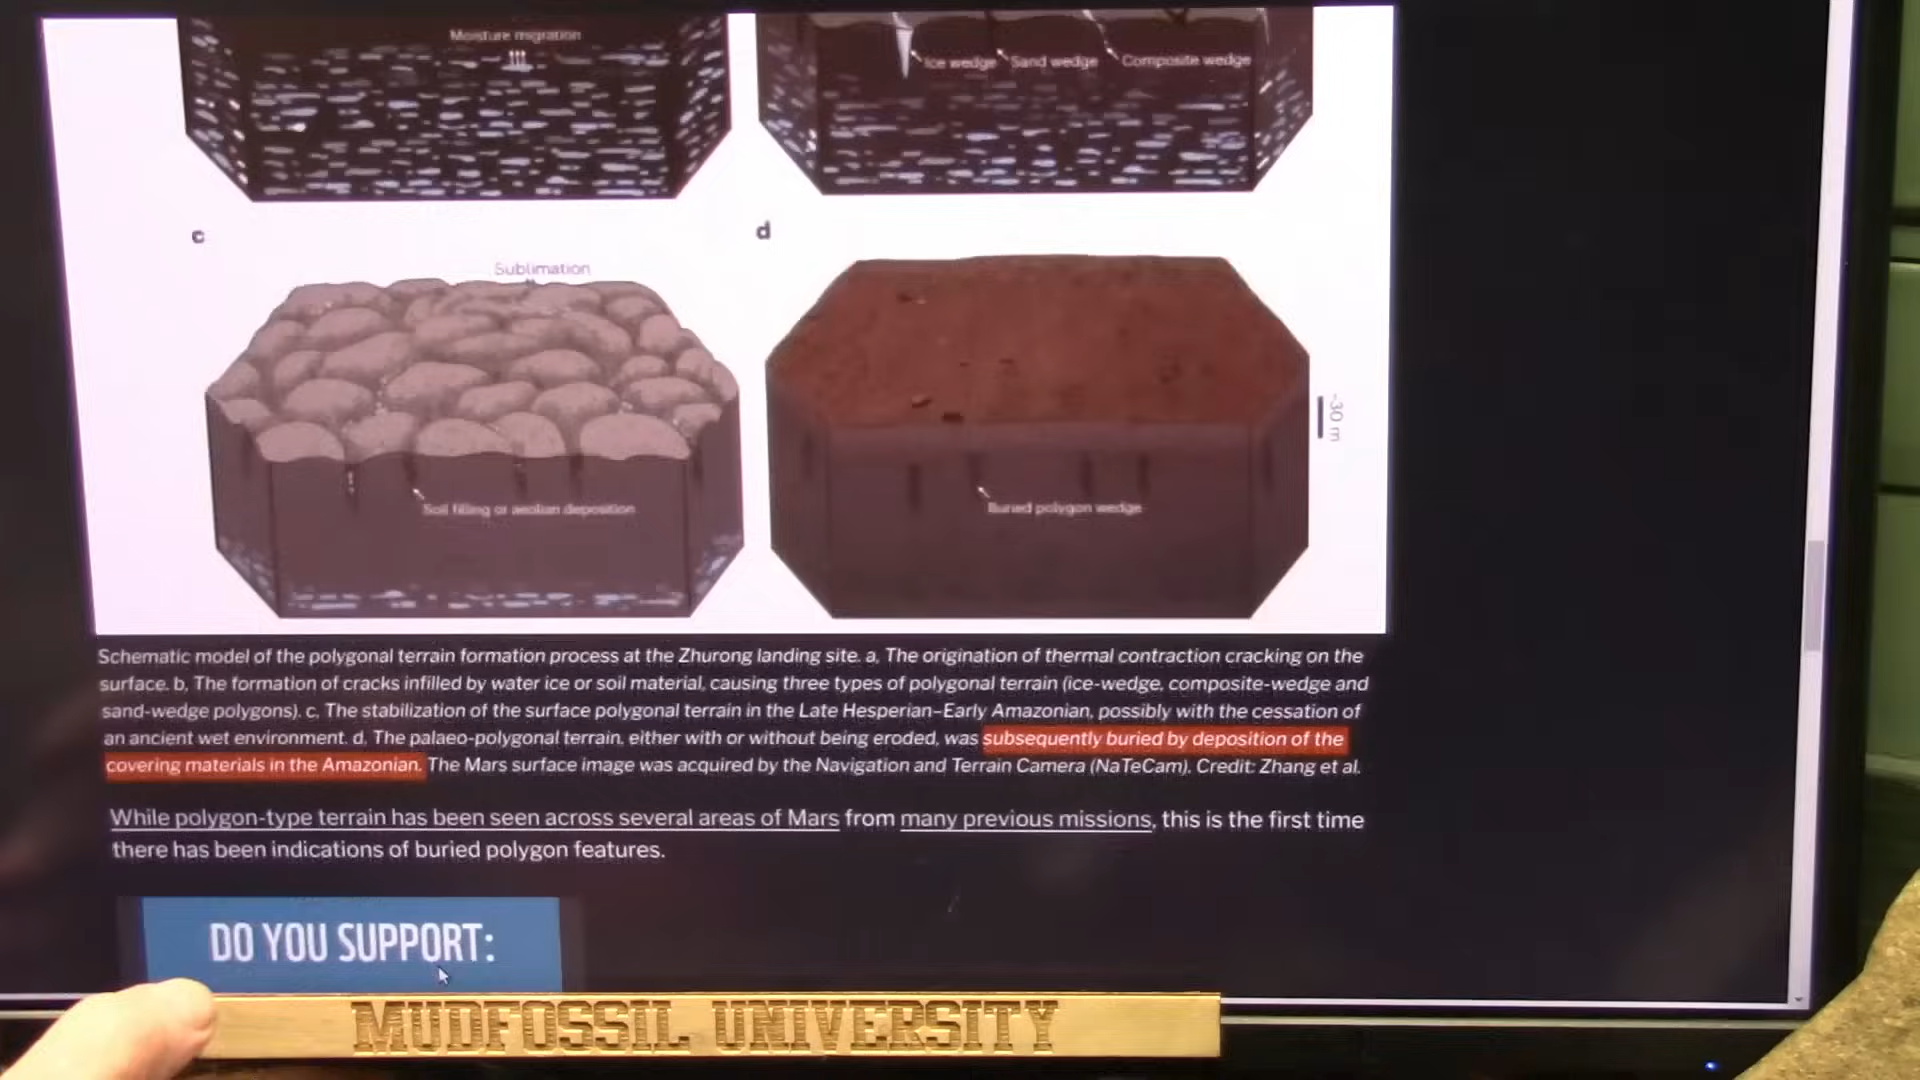 Moisture migration
Ice wedge
Sand wedge
Composite wedge
c
d
Sublimation
~30 m
Soil filling or aeolian deposition
Buried polygon wedge
Schematic model of the polygonal terrain formation process at the Zhurong landing site. a, The origination of thermal contraction cracking on the
surface. b, The formation of cracks infilled by water ice or soil material, causing three types of polygonal terrain (ice-wedge, composite-wedge and
sand-wedge polygons). c, The stabilization of the surface polygonal terrain in the Late Hesperian–Early Amazonian, possibly with the cessation of
an ancient wet environment. d, The palaeo-polygonal terrain, either with or without being eroded, was subsequently buried by deposition of the
covering materials in the Amazonian. The Mars surface image was acquired by the Navigation and Terrain Camera (NaTeCam). Credit: Zhang et al.
While polygon-type terrain has been seen across several areas of Mars from many previous missions, this is the first time
there has been indications of buried polygon features.
DO YOU SUPPORT:
MUDFOSSIL UNIVERSITY